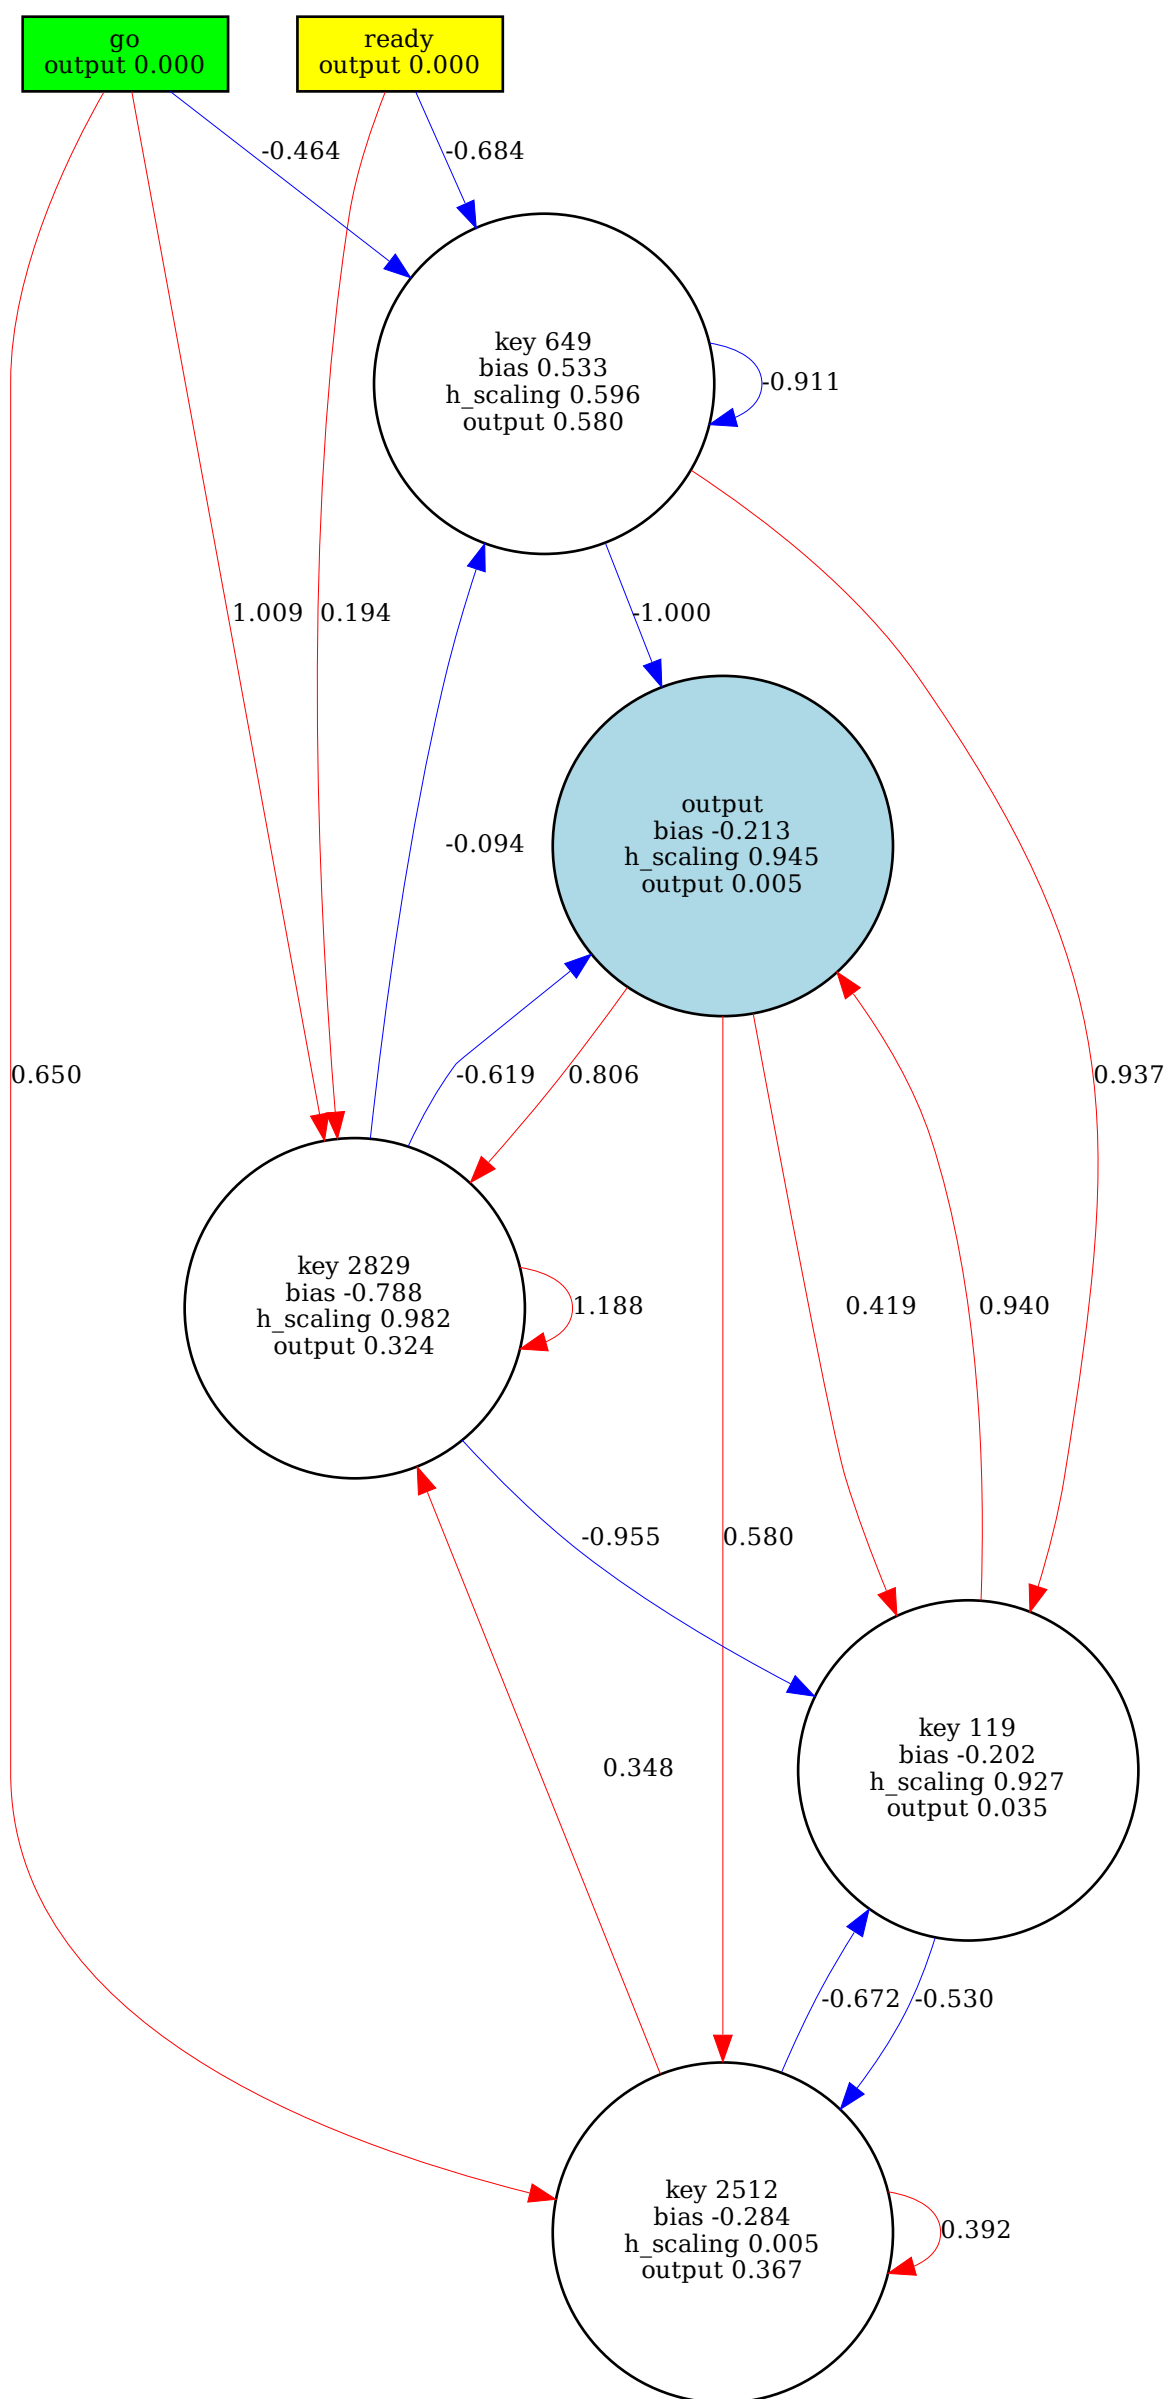 go
output 0.000
ready
output 0.000
-0.464
-0.684
key 649
bias 0.533
h_scaling 0.596
output 0.580
-0.911
1.009
0.194
-1.000
output
bias -0.213
h_scaling 0.945
output 0.005
-0.094
0.650
-0.619
0.806
0.937
key 2829
bias -0.788
h_scaling 0.982
output 0.324
1.188
0.419
0.940
-0.955
0.580
key 119
bias -0.202
h_scaling 0.927
output 0.035
0.348
-0.672
-0.530
key 2512
bias -0.284
h_scaling 0.005
output 0.367
0.392